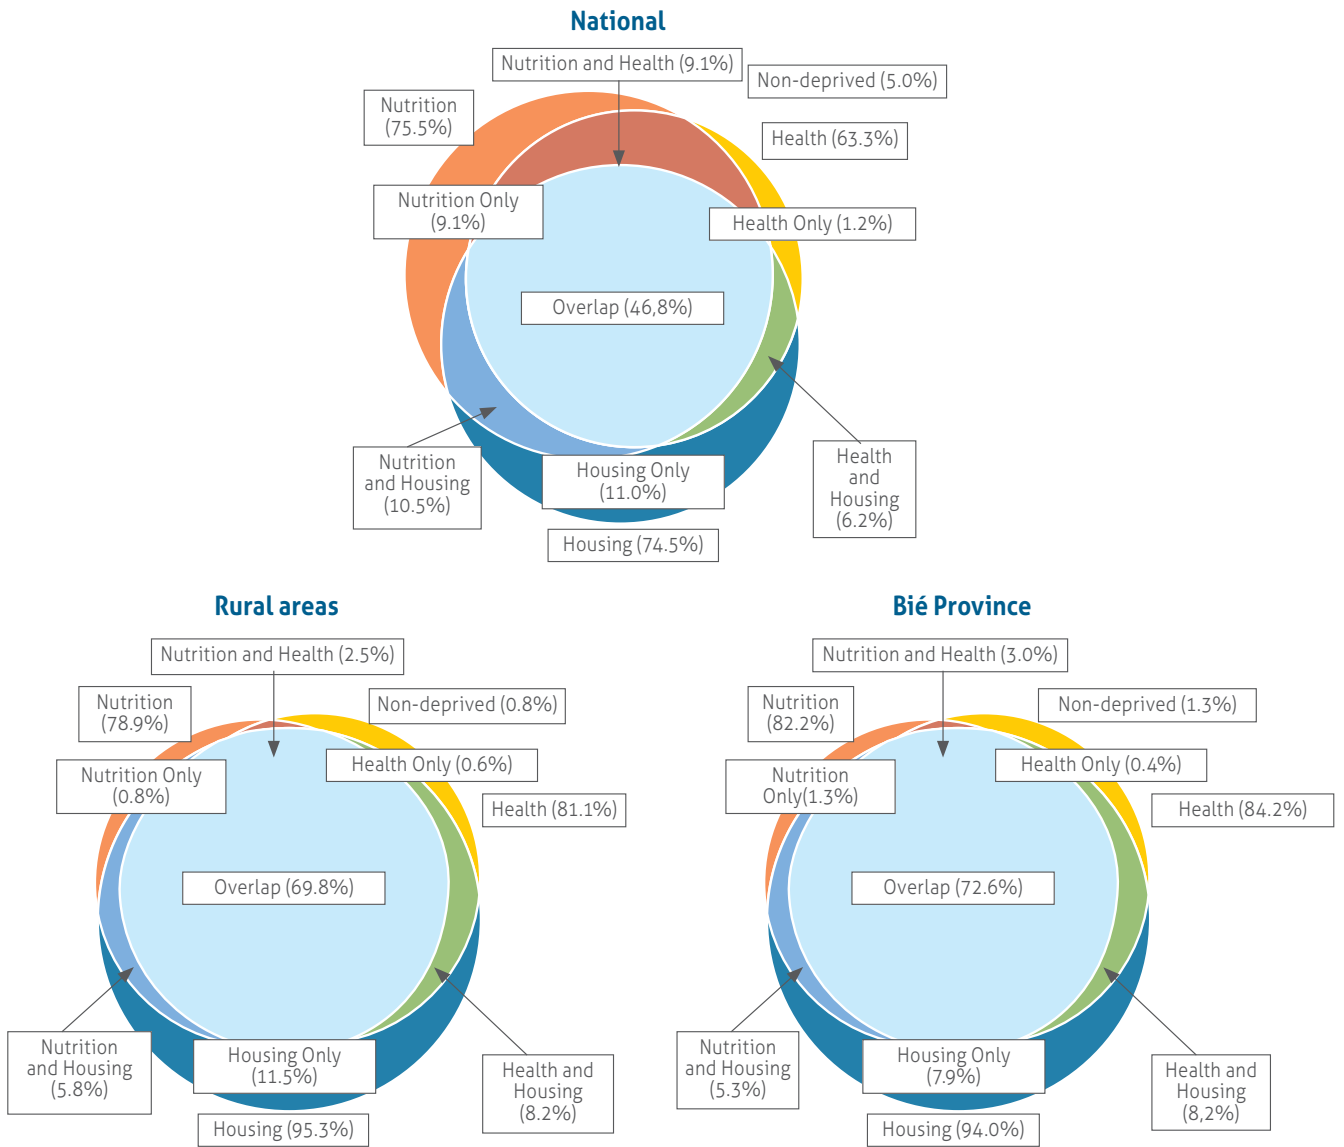 National
Nutrition and Health (9.1%)
Non-deprived (5.0%)
Nutrition
(75.5%)
Health (63.3%)
Nutrition Only
(9.1%)
Health Only (1.2%)
Overlap (46,8%)
Nutrition
and Housing
(10.5%)
Housing Only
(11.0%)
Health
and
Housing
(6.2%)
Housing (74.5%)
Rural areas
Nutrition and Health (2.5%)
Nutrition
(78.9%)
Non-deprived (0.8%)
Nutrition Only
(0.8%)
Health Only (0.6%)
Health (81.1%)
Overlap (69.8%)
Nutrition
and Housing
(5.8%)
Housing Only
(11.5%)
Health and
Housing
(8.2%)
Housing (95.3%)
Bié Province
Nutrition and Health (3.0%)
Nutrition
(82.2%)
Non-deprived (1.3%)
Nutrition
Only(1.3%)
Health Only (0.4%)
Health (84.2%)
Overlap (72.6%)
Nutrition
and Housing
(5.3%)
Housing Only
(7.9%)
Health and
Housing
(8,2%)
Housing (94.0%)